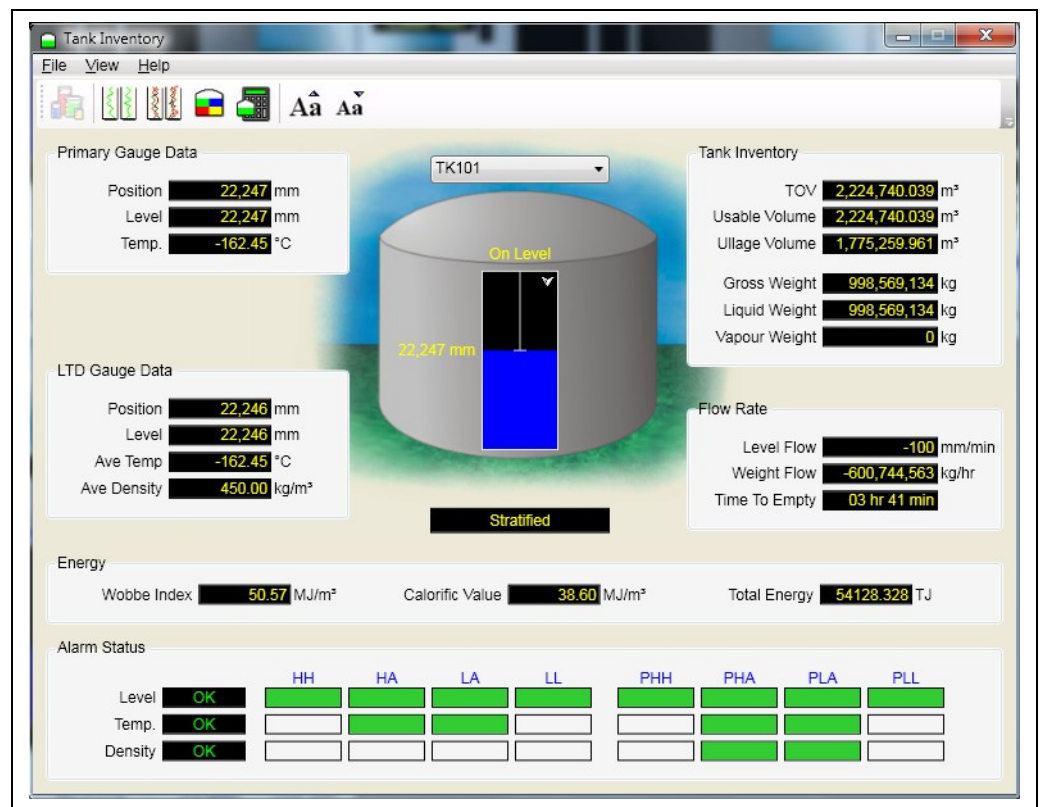 Tank Inventory
File View Help
Aa Aa
Primary Gauge Data
Position 22,247 mm
Level 22,247 mm
Temp. -162.45 °C
LTD Gauge Data
Position 22,246 mm
Level 22,246 mm
Ave Temp -162.45 °C
Ave Density 450.00 kg/m³
TK101
On Level
22,247 mm
Stratified
Tank Inventory
TOV 2,224,740.039 m³
Usable Volume 2,224,740.039 m³
Ullage Volume 1,775,259.961 m³
Gross Weight 998,569,134 kg
Liquid Weight 998,569,134 kg
Vapour Weight 0 kg
Flow Rate
Level Flow -100 mm/min
Weight Flow -600,744,563 kg/hr
Time To Empty 03 hr 41 min
Energy
Wobbe Index 50.57 MJ/m³ Calorific Value 38.60 MJ/m³ Total Energy 54128.328 TJ
Alarm Status
HH HA LA LL PHH PHA PLA PLL
Level OK
Temp. OK
Density OK